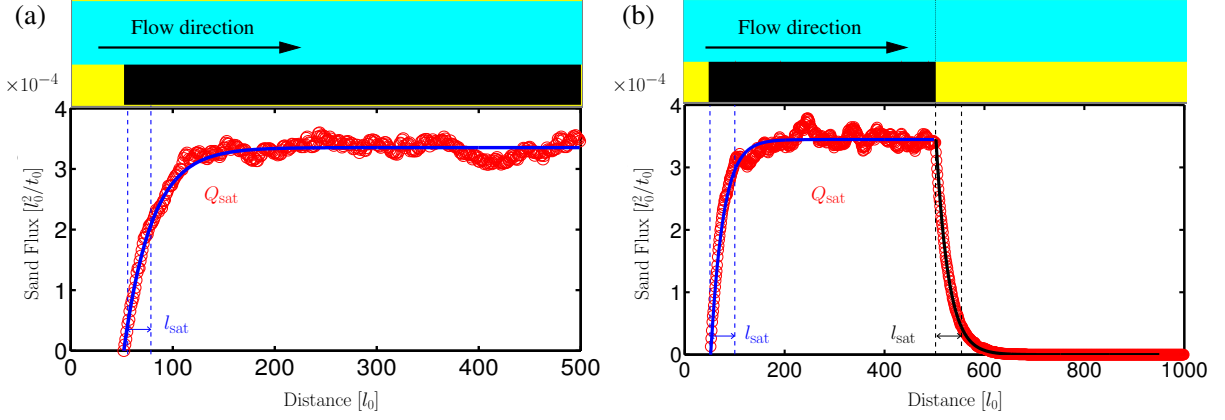 (a)
Flow direction
×10⁻⁴
4
3
2
1
0
Sand Flux [l₀²/t₀]
Q_sat
l_sat
0 100 200 300 400 500
Distance [l₀]
(b)
Flow direction
×10⁻⁴
4
3
2
1
0
Sand Flux [l₀²/t₀]
Q_sat
l_sat
l_sat
0 200 400 600 800 1000
Distance [l₀]